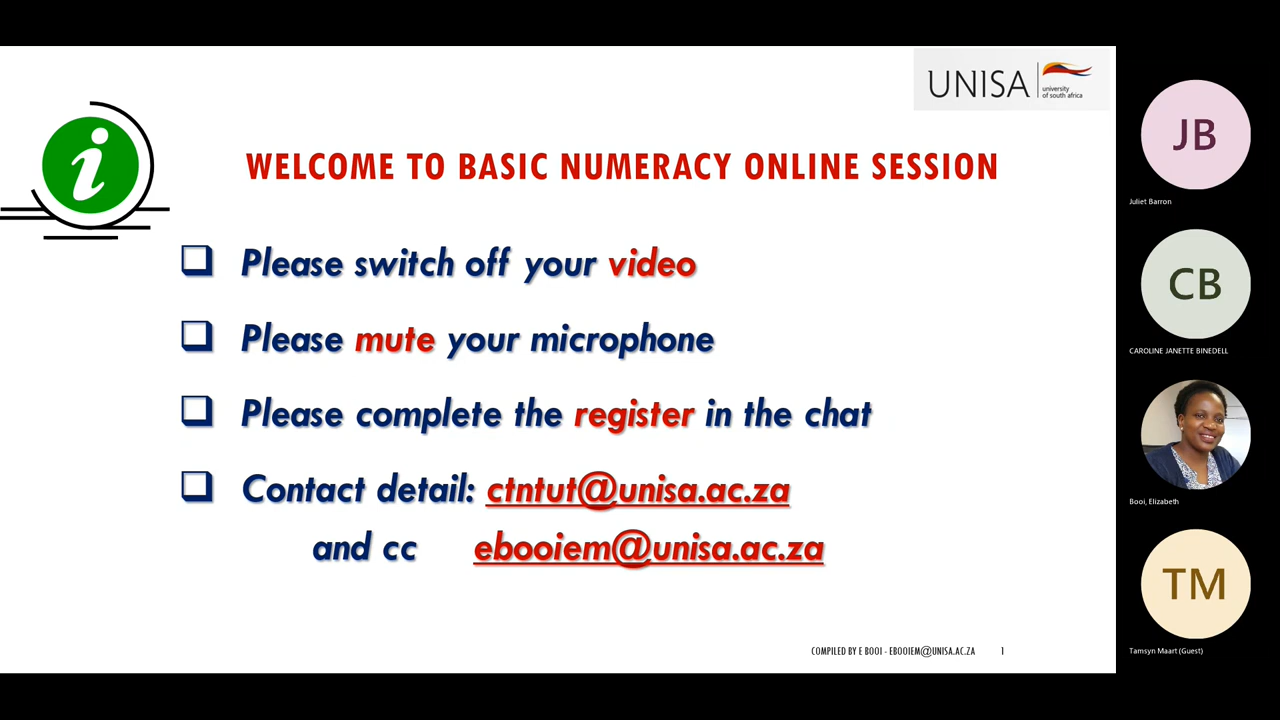 UNISA
university
of south africa
i
WELCOME TO BASIC NUMERACY ONLINE SESSION
Please switch off your video
Please mute your microphone
Please complete the register in the chat
Contact detail: ctntut@unisa.ac.za
and cc ebooiem@unisa.ac.za
COMPILED BY E BOOI - EBOOIEM@UNISA.AC.ZA 1
JB
Juliet Barron
CB
CAROLINE JANETTE BINEDELL
Booi, Elizabeth
TM
Tamsyn Maart (Guest)